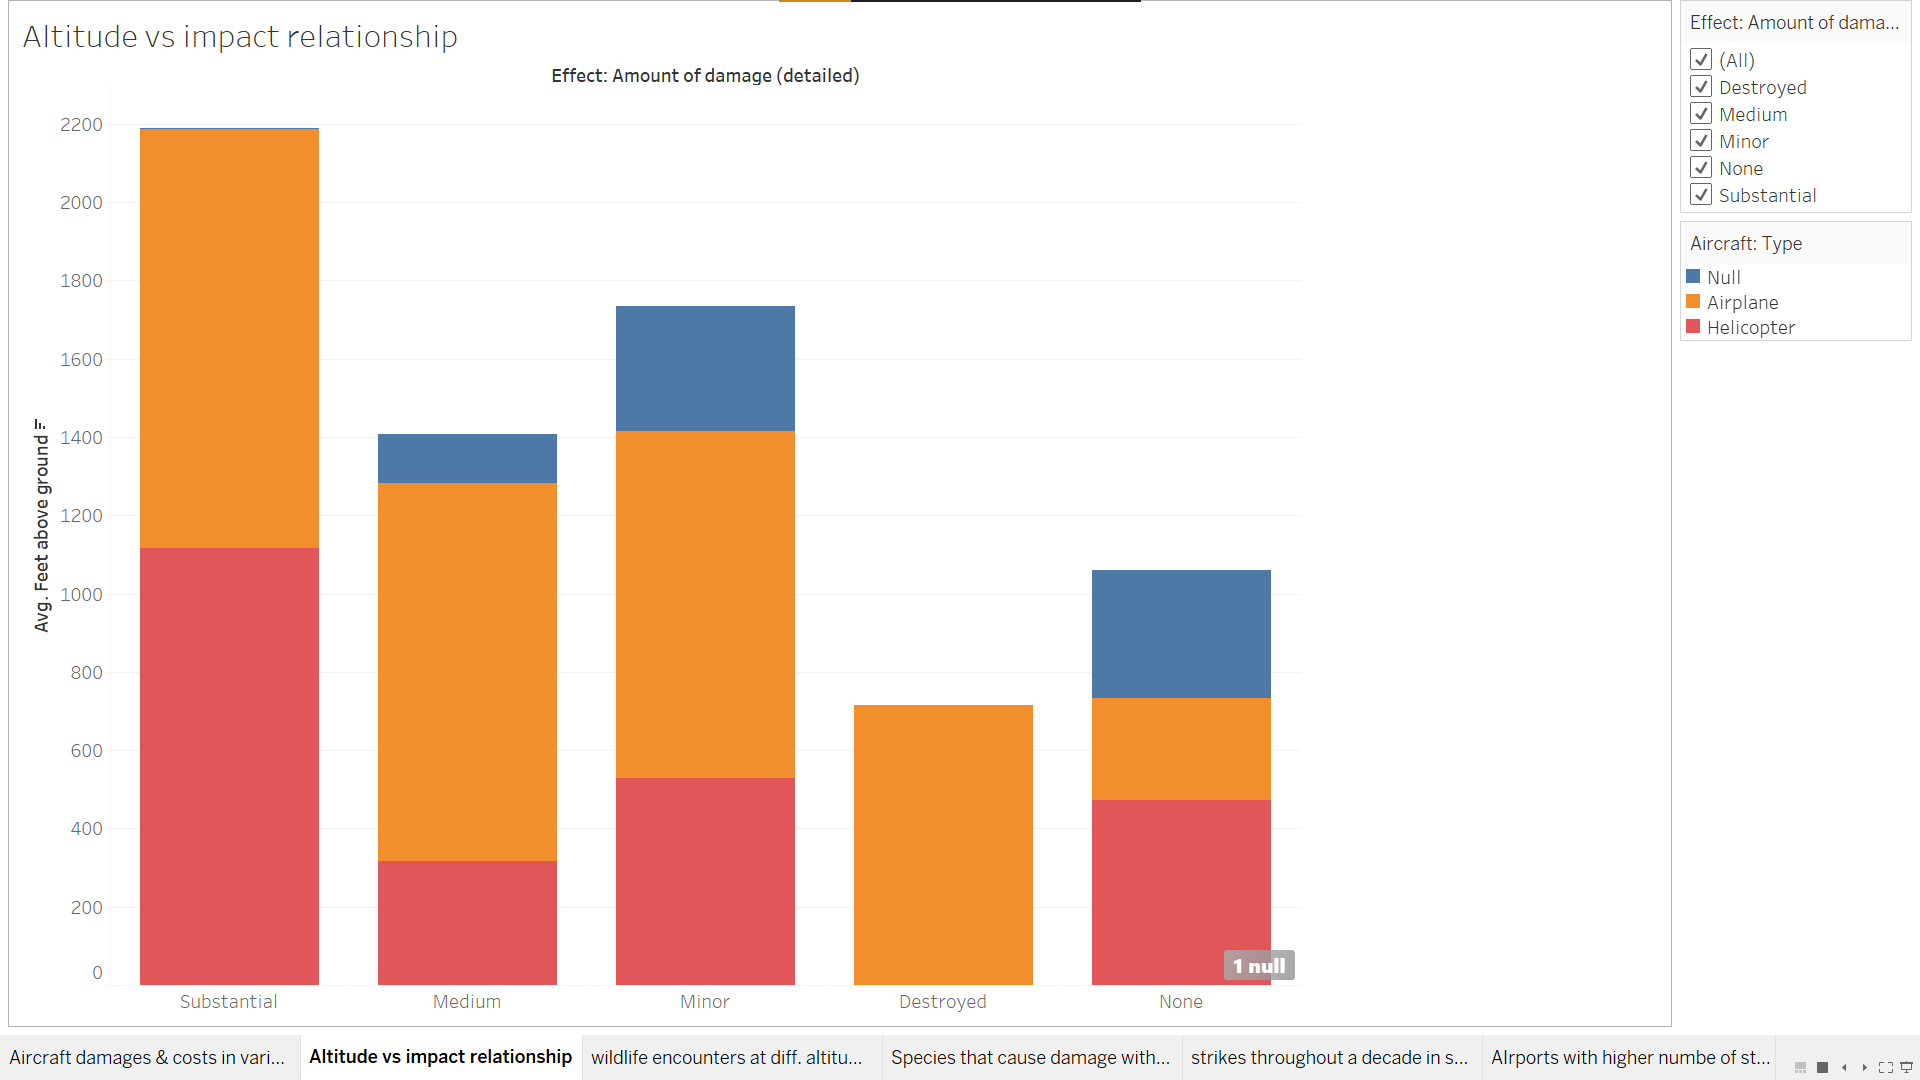 Altitude vs impact relationship
Effect: Amount of damage (detailed)
Avg. Feet above ground
2200
2000
1800
1600
1400
1200
1000
800
600
400
200
0
Substantial
Medium
Minor
Destroyed
None
1 null
Effect: Amount of dama...
(All)
Destroyed
Medium
Minor
None
Substantial
Aircraft: Type
Null
Airplane
Helicopter
Aircraft damages & costs in vari...
Altitude vs impact relationship
wildlife encounters at diff. altitu...
Species that cause damage with...
strikes throughout a decade in s...
AIrports with higher numbe of st...